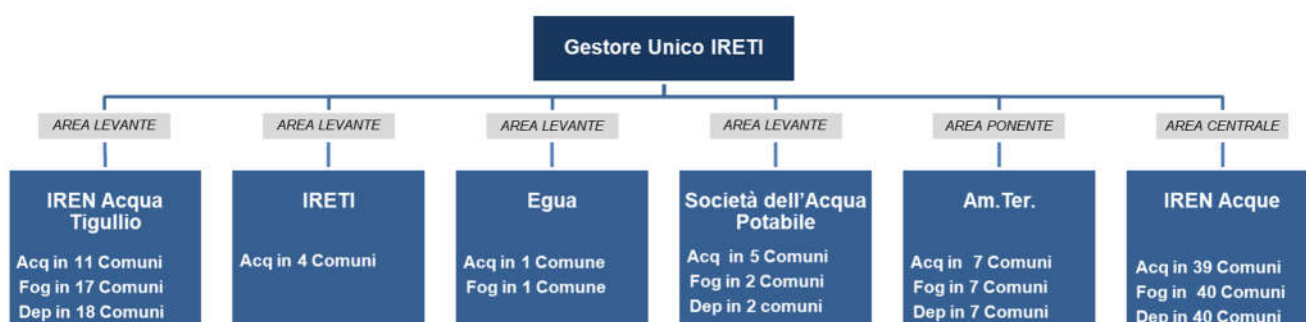 Gestore Unico IRETI
AREA LEVANTE
AREA LEVANTE
AREA LEVANTE
AREA LEVANTE
AREA PONENTE
AREA CENTRALE
IREN Acqua
Tigullio
Acq in 11 Comuni
Fog in 17 Comuni
Dep in 18 Comuni
IRETI
Acq in 4 Comuni
Egua
Acq in 1 Comune
Fog in 1 Comune
Società dell'Acqua
Potabile
Acq in 5 Comuni
Fog in 2 Comuni
Dep in 2 comuni
Am.Ter.
Acq in 7 Comuni
Fog in 7 Comuni
Dep in 7 Comuni
IREN Acque
Acq in 39 Comuni
Fog in 40 Comuni
Dep in 40 Comuni